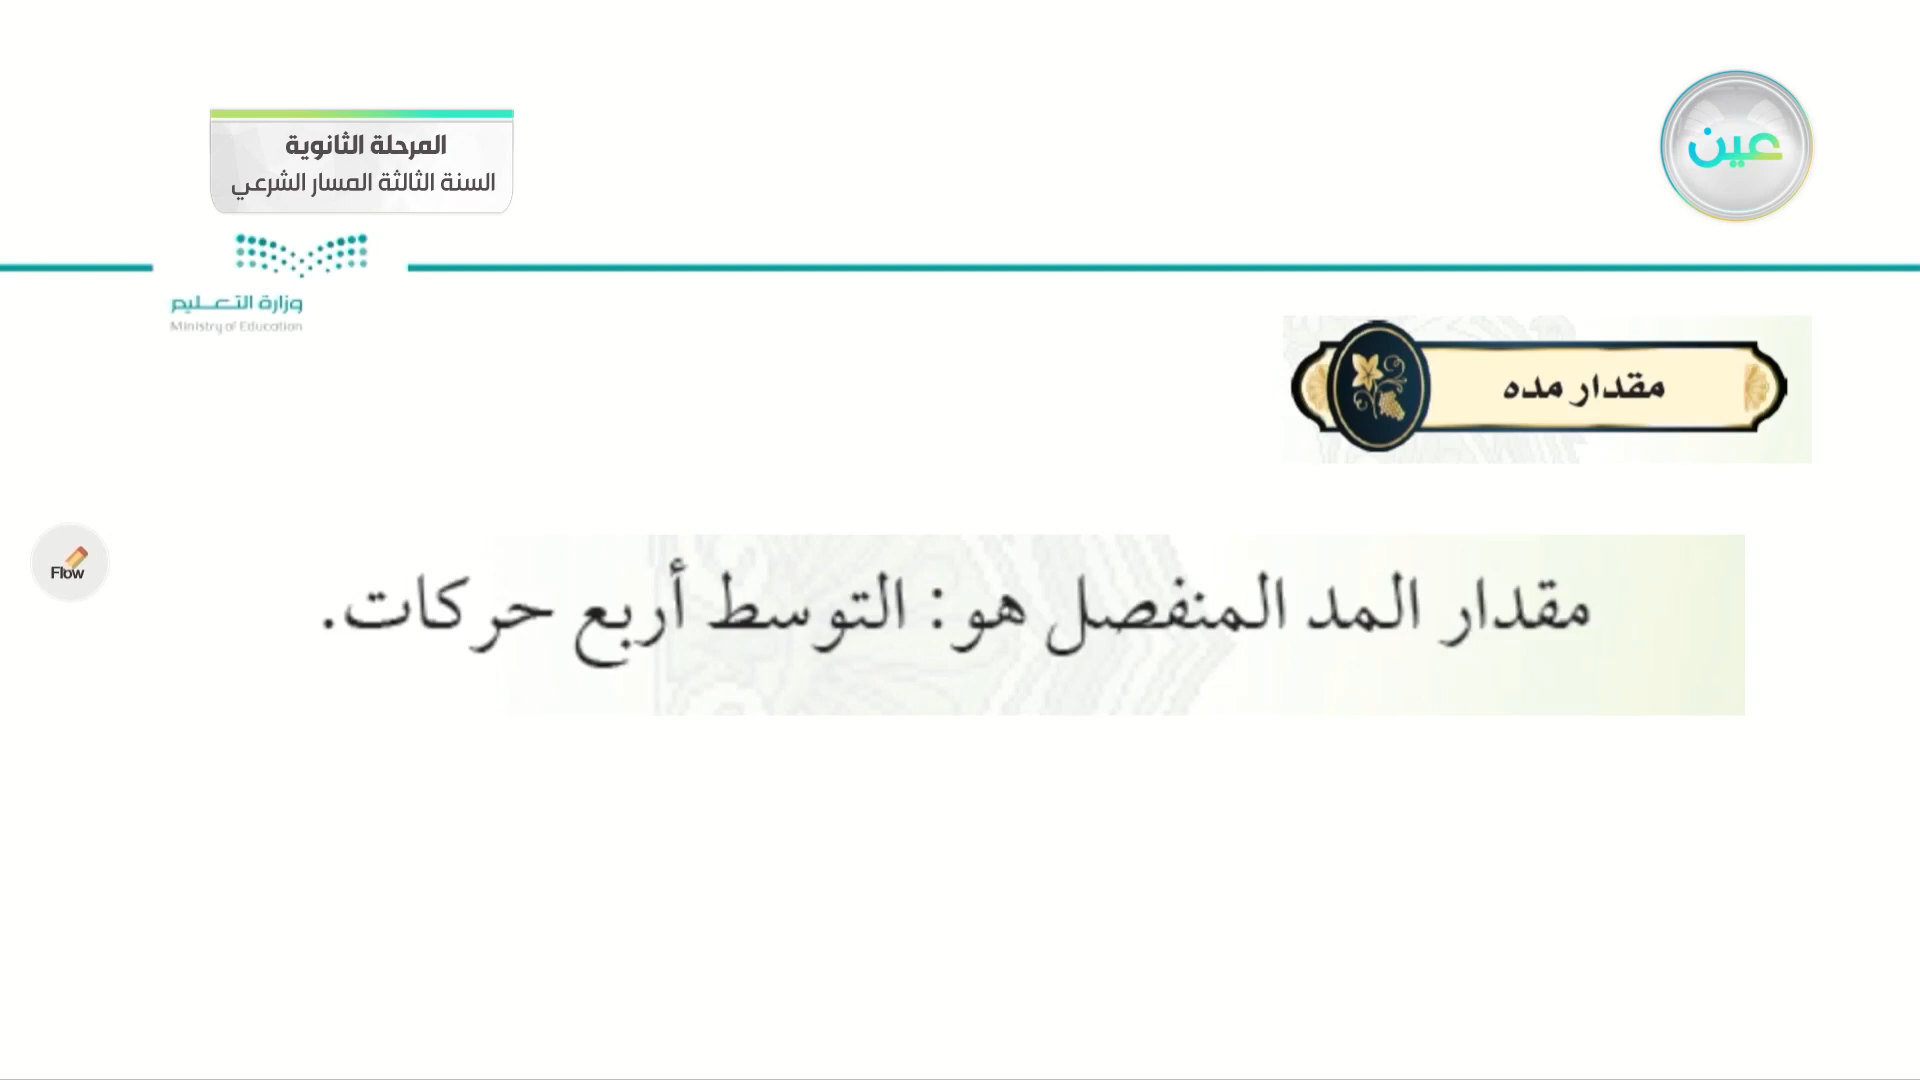 عين
المرحلة الثانوية
السنة الثالثة المسار الشرعي
وزارة التعـــليم
Ministry of Education
مقدار مده
Flow
مقدار المد المنفصل هو: التوسط أربع حركات.